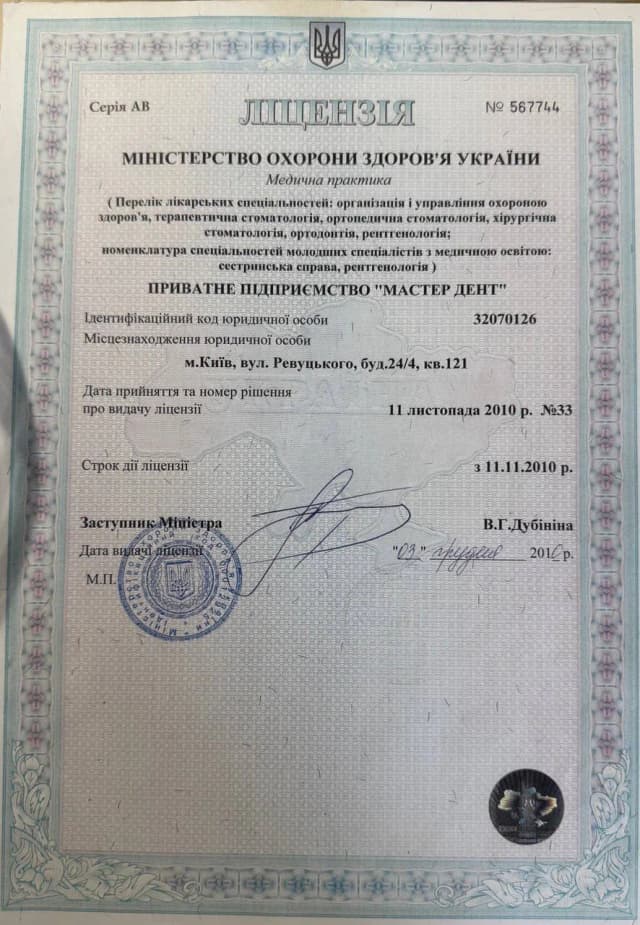 Серія АВ
ЛІЦЕНЗІЯ
№ 567744
МІНІСТЕРСТВО ОХОРОНИ ЗДОРОВ'Я УКРАЇНИ
Медична практика
( Перелік лікарських спеціальностей: організація і управління охороною
здоров'я, терапевтична стоматологія, ортопедична стоматологія, хірургічна
стоматологія, ортодонтія, рентгенологія;
номенклатура спеціальностей молодших спеціалістів з медичною освітою:
сестринська справа, рентгенологія )
ПРИВАТНЕ ПІДПРИЄМСТВО "МАСТЕР ДЕНТ"
Ідентифікаційний код юридичної особи 32070126
Місцезнаходження юридичної особи
м.Київ, вул. Ревуцького, буд.24/4, кв.121
Дата прийняття та номер рішення
про видачу ліцензії 11 листопада 2010 р. №33
Строк дії ліцензії з 11.11.2010 р.
Заступник Міністра В.Г.Дубініна
Дата видачі ліцензії "03" грудня 2010 р.
М.П.